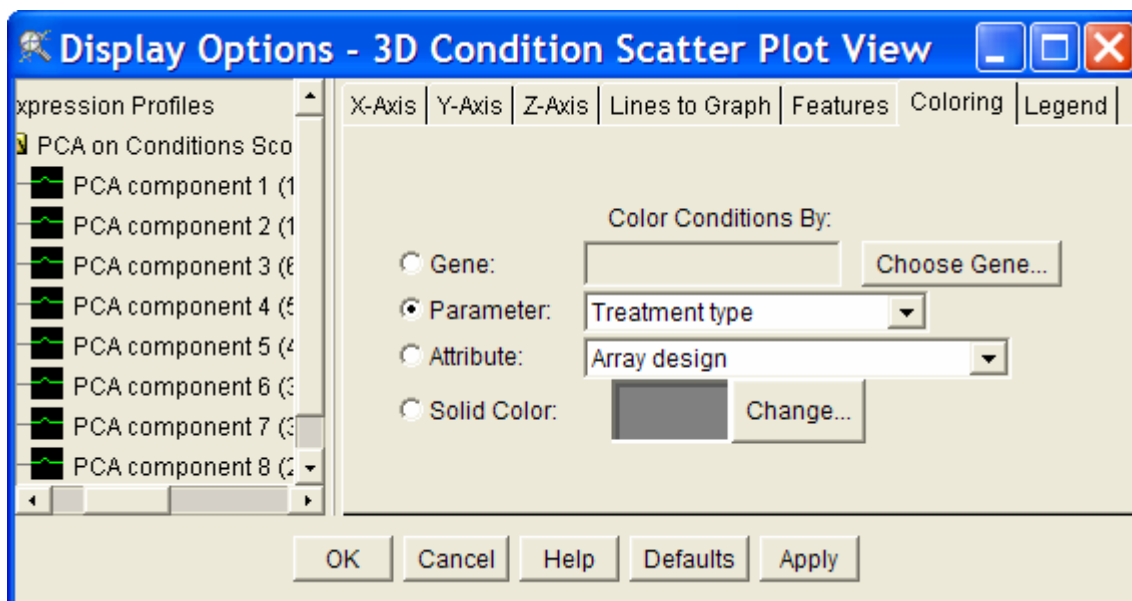 Display Options - 3D Condition Scatter Plot View
xpression Profiles
PCA on Conditions Sco
PCA component 1 (1
PCA component 2 (1
PCA component 3 (6
PCA component 4 (5
PCA component 5 (4
PCA component 6 (3
PCA component 7 (3
PCA component 8 (2
X-Axis Y-Axis Z-Axis Lines to Graph Features Coloring Legend
Color Conditions By:
Gene: Choose Gene...
Parameter: Treatment type
Attribute: Array design
Solid Color: Change...
OK Cancel Help Defaults Apply